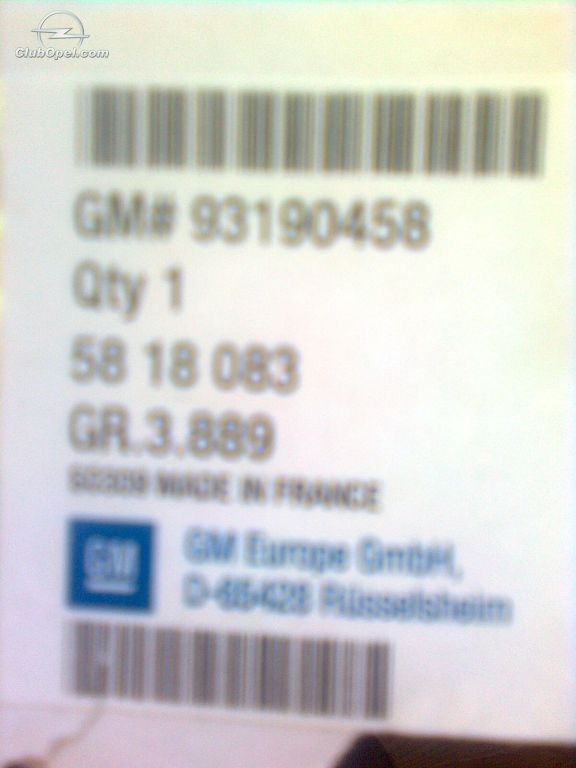 ClubOpel.com
GM# 93190458
Qty 1
58 18 083
GR.3.889
MADE IN FRANCE
GM
GM Europe GmbH,
D-65428 Rüsselsheim